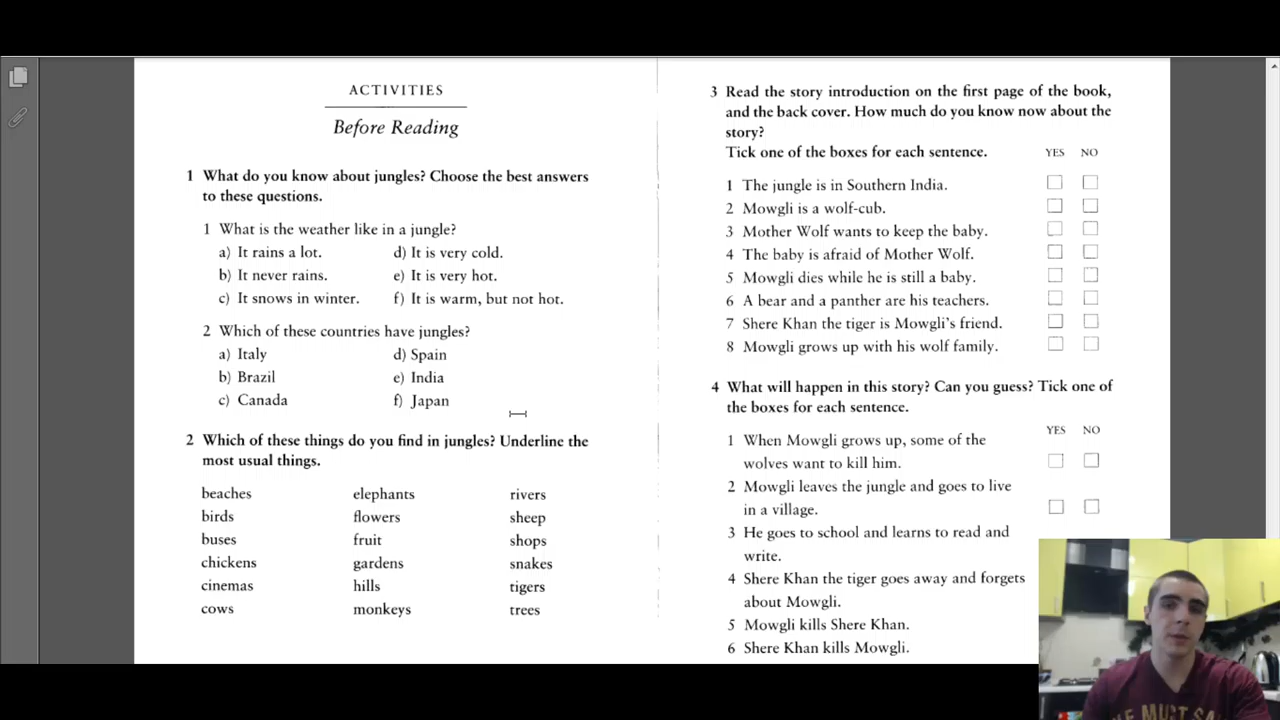 ACTIVITIES
Before Reading
1 What do you know about jungles? Choose the best answers
to these questions.
1 What is the weather like in a jungle?
a) It rains a lot. d) It is very cold.
b) It never rains. e) It is very hot.
c) It snows in winter. f) It is warm, but not hot.
2 Which of these countries have jungles?
a) Italy d) Spain
b) Brazil e) India
c) Canada f) Japan
2 Which of these things do you find in jungles? Underline the
most usual things.
beaches elephants rivers
birds flowers sheep
buses fruit shops
chickens gardens snakes
cinemas hills tigers
cows monkeys trees
3 Read the story introduction on the first page of the book,
and the back cover. How much do you know now about the
story?
Tick one of the boxes for each sentence. YES NO
1 The jungle is in Southern India.
2 Mowgli is a wolf-cub.
3 Mother Wolf wants to keep the baby.
4 The baby is afraid of Mother Wolf.
5 Mowgli dies while he is still a baby.
6 A bear and a panther are his teachers.
7 Shere Khan the tiger is Mowgli's friend.
8 Mowgli grows up with his wolf family.
4 What will happen in this story? Can you guess? Tick one of
the boxes for each sentence.
YES NO
1 When Mowgli grows up, some of the
wolves want to kill him.
2 Mowgli leaves the jungle and goes to live
in a village.
3 He goes to school and learns to read and
write.
4 Shere Khan the tiger goes away and forgets
about Mowgli.
5 Mowgli kills Shere Khan.
6 Shere Khan kills Mowgli.